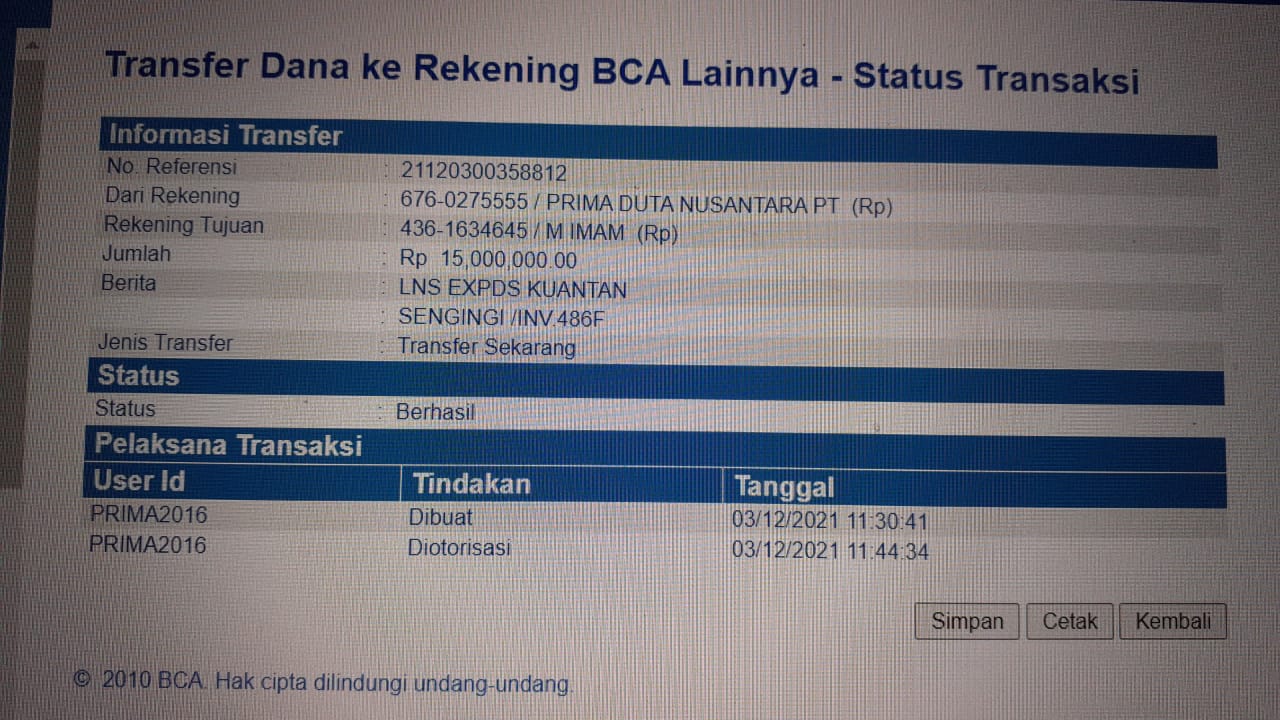 Transfer Dana ke Rekening BCA Lainnya - Status Transaksi
Informasi Transfer
No. Referensi : 21120300358812
Dari Rekening : 676-0275555 / PRIMA DUTA NUSANTARA PT (Rp)
Rekening Tujuan : 436-1634645 / M IMAM (Rp)
Jumlah : Rp 15,000,000.00
Berita : LNS EXPDS KUANTAN
: SENGINGI /INV.486F
Jenis Transfer : Transfer Sekarang
Status
Status : Berhasil
Pelaksana Transaksi
User Id Tindakan Tanggal
PRIMA2016 Dibuat 03/12/2021 11:30:41
PRIMA2016 Diotorisasi 03/12/2021 11:44:34
Simpan Cetak Kembali
© 2010 BCA. Hak cipta dilindungi undang-undang.